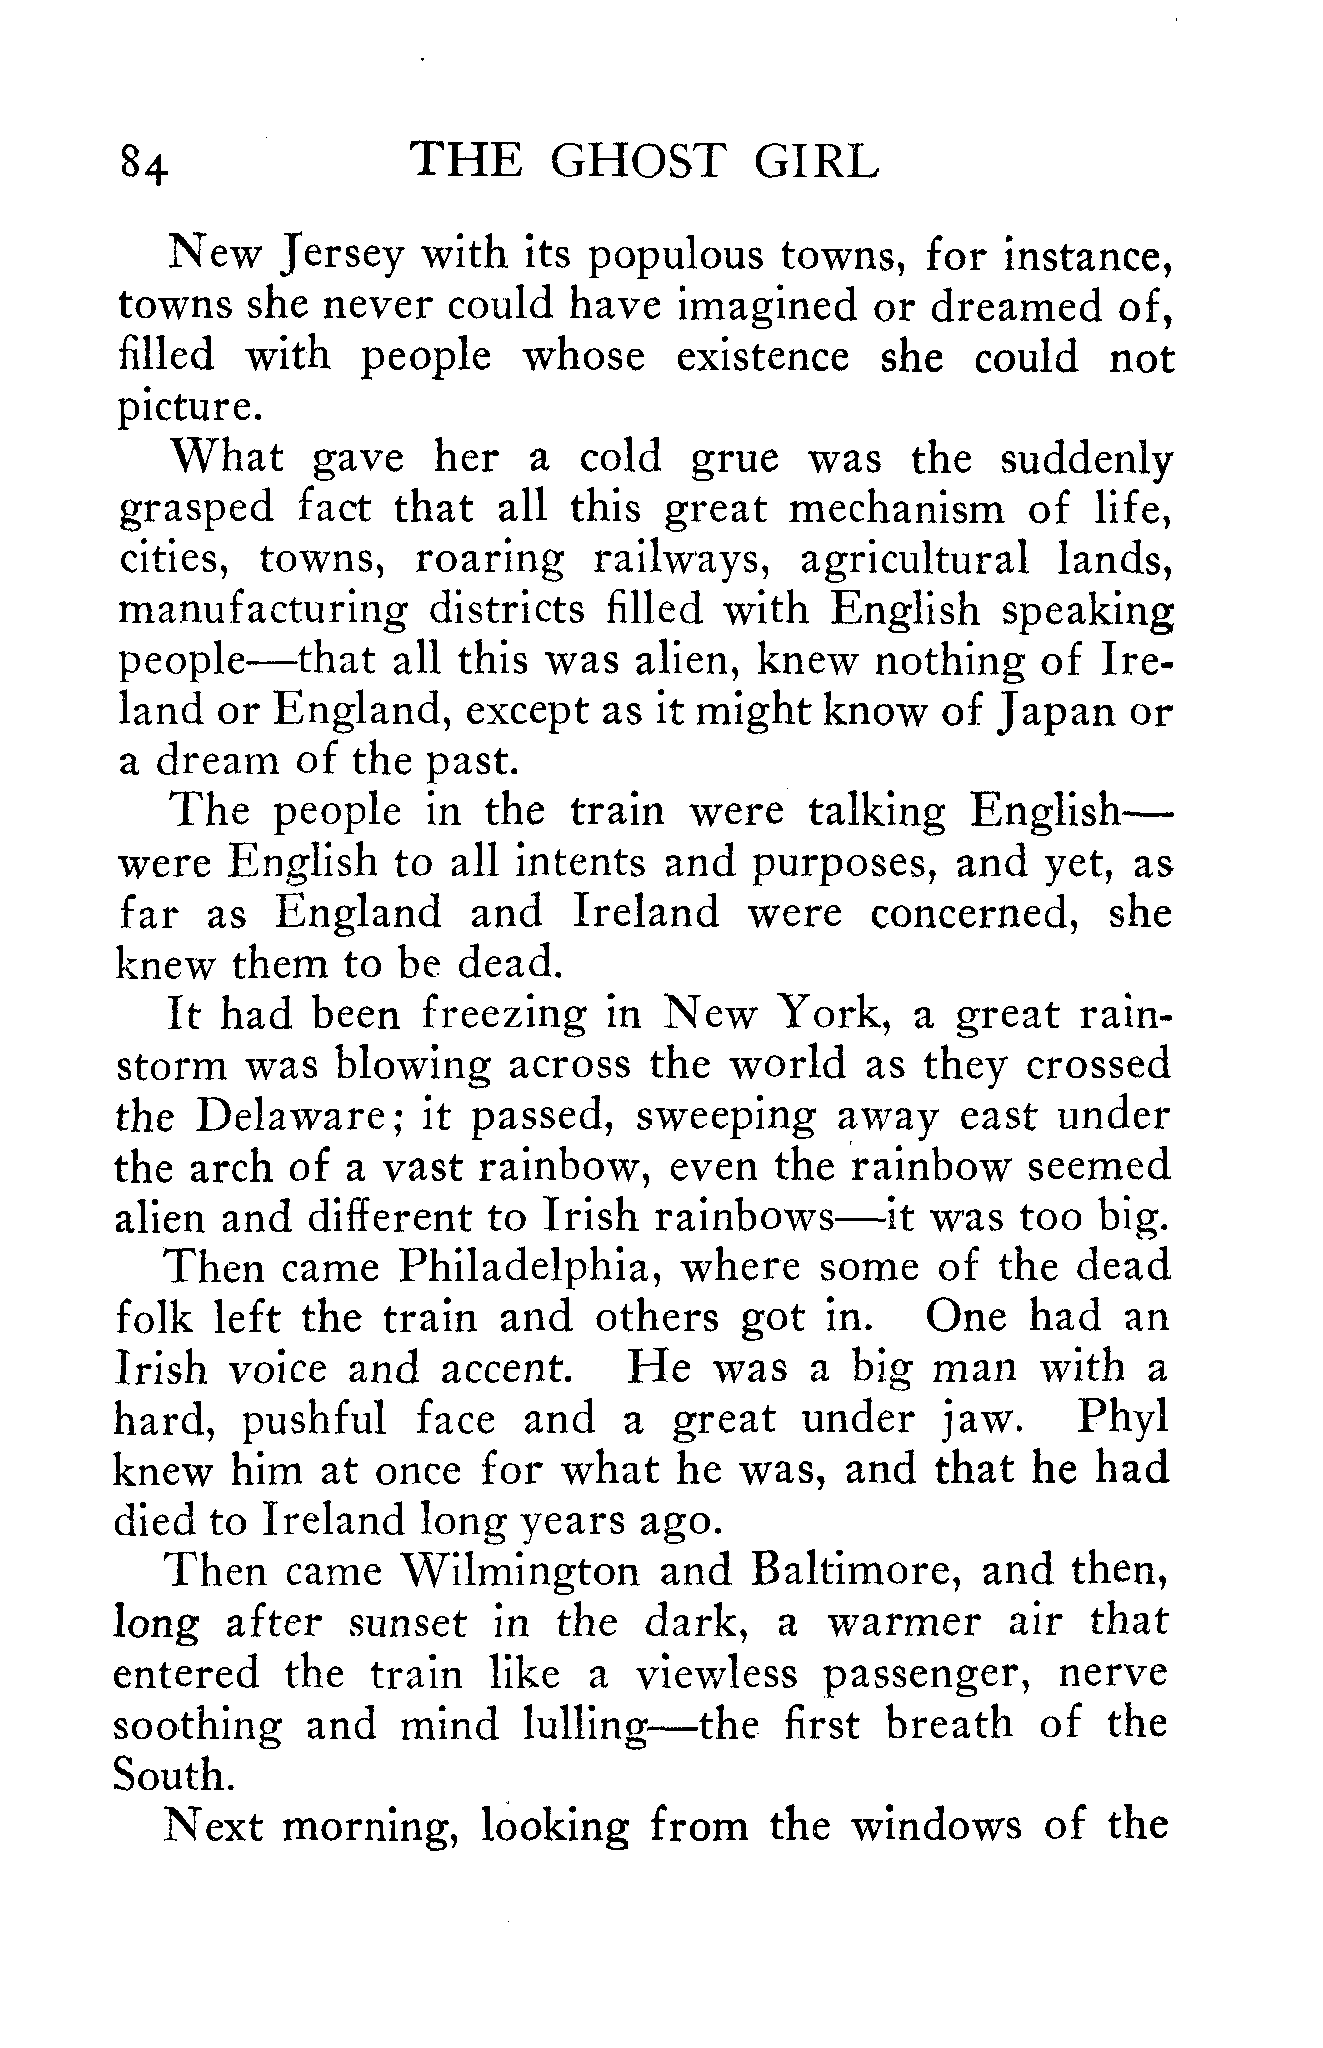 84 THE GHOST GIRL
New Jersey with its populous towns, for instance,
towns she never could have imagined or dreamed of,
filled with people whose existence she could not
picture.
What gave her a cold grue was the suddenly
grasped fact that all this great mechanism of life,
cities, towns, roaring railways, agricultural lands,
manufacturing districts filled with English speaking
people—that all this was alien, knew nothing of Ire-
land or England, except as it might know of Japan or
a dream of the past.
The people in the train were talking English—
were English to all intents and purposes, and yet, as
far as England and Ireland were concerned, she
knew them to be dead.
It had been freezing in New York, a great rain-
storm was blowing across the world as they crossed
the Delaware; it passed, sweeping away east under
the arch of a vast rainbow, even the rainbow seemed
alien and different to Irish rainbows—it was too big.
Then came Philadelphia, where some of the dead
folk left the train and others got in. One had an
Irish voice and accent. He was a big man with a
hard, pushful face and a great under jaw. Phyl
knew him at once for what he was, and that he had
died to Ireland long years ago.
Then came Wilmington and Baltimore, and then,
long after sunset in the dark, a warmer air that
entered the train like a viewless passenger, nerve
soothing and mind lulling—the first breath of the
South.
Next morning, looking from the windows of the